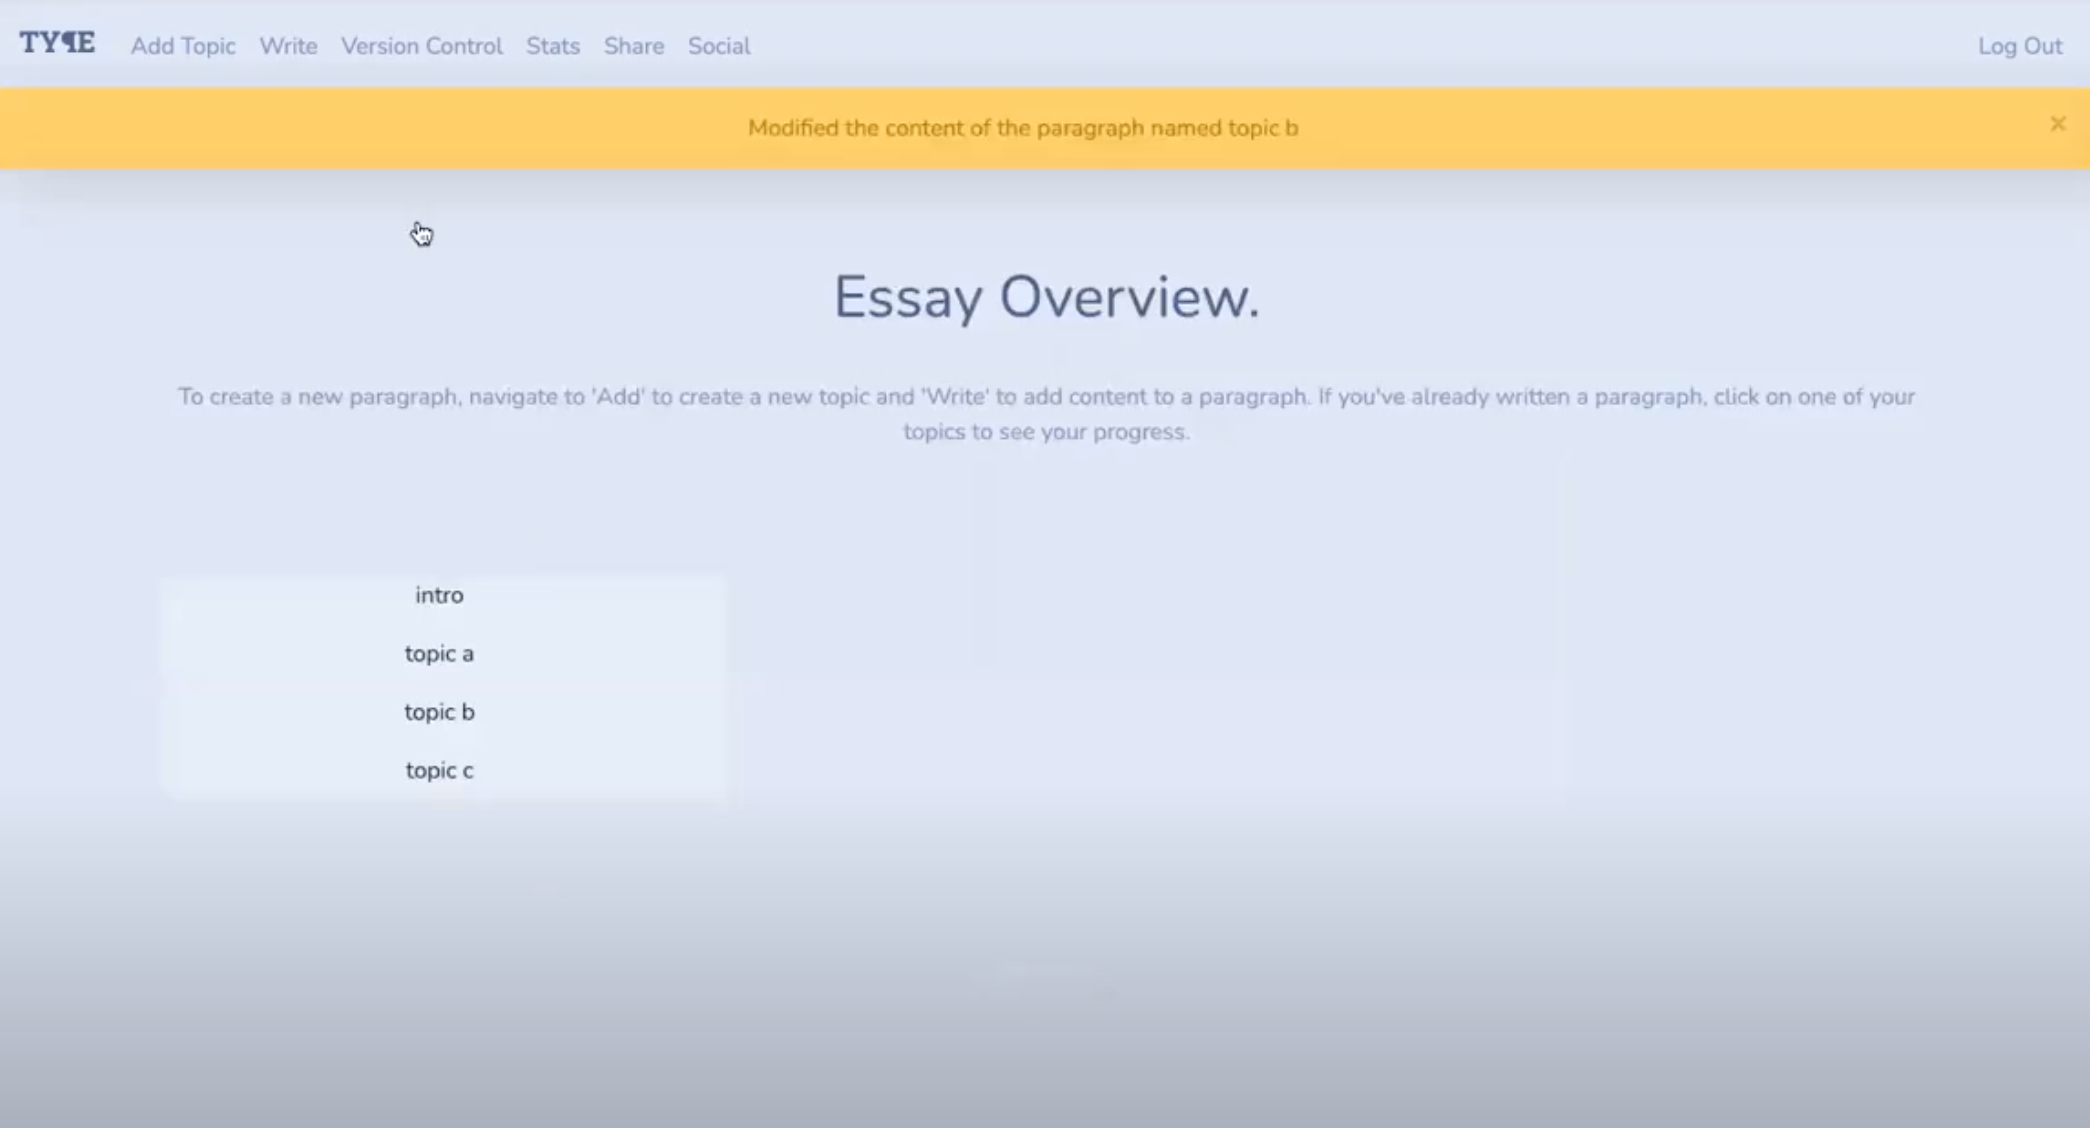 TY¶E Add Topic Write Version Control Stats Share Social Log Out
Modified the content of the paragraph named topic b ×
Essay Overview.
To create a new paragraph, navigate to 'Add' to create a new topic and 'Write' to add content to a paragraph. If you've already written a paragraph, click on one of your
topics to see your progress.
intro
topic a
topic b
topic c